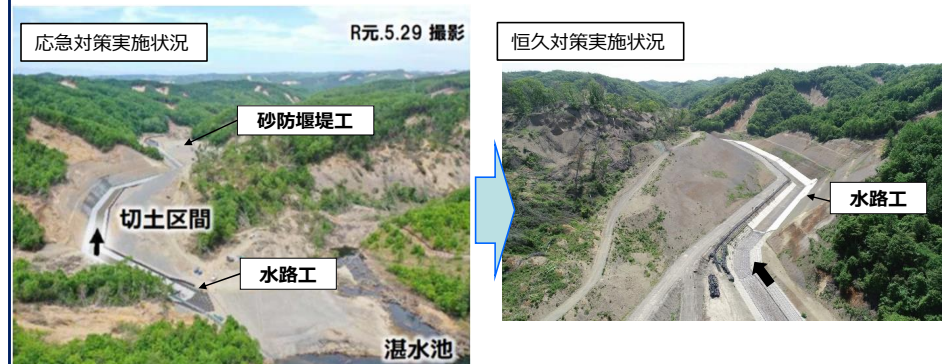 応急対策実施状況
R元.5.29 撮影
砂防堰堤工
切土区間
水路工
湛水池
恒久対策実施状況
水路工